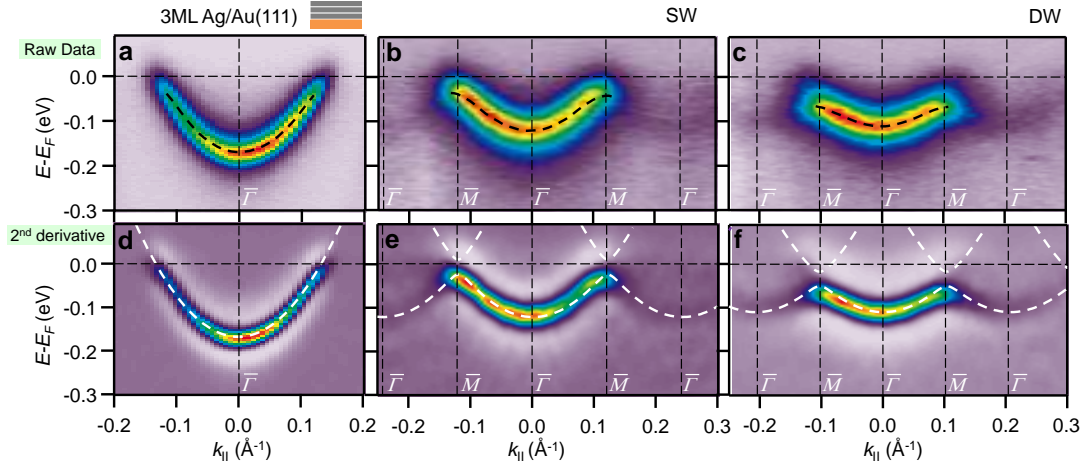 3ML Ag/Au(111) SW DW
Raw Data
a b c
0.0
-0.1
-0.2
-0.3
E-E_F (eV)
Γ̅
Γ̅ M̅ Γ̅ M̅ Γ̅
Γ̅ M̅ Γ̅ M̅ Γ̅
2nd derivative
d e f
0.0
-0.1
-0.2
-0.3
E-E_F (eV)
Γ̅
Γ̅ M̅ Γ̅ M̅ Γ̅
Γ̅ M̅ Γ̅ M̅ Γ̅
-0.2 -0.1 0.0 0.1 0.2 -0.2 -0.1 0.0 0.1 0.2 0.3 -0.2 -0.1 0.0 0.1 0.2 0.3
k|| (Å-1) k|| (Å-1) k|| (Å-1)